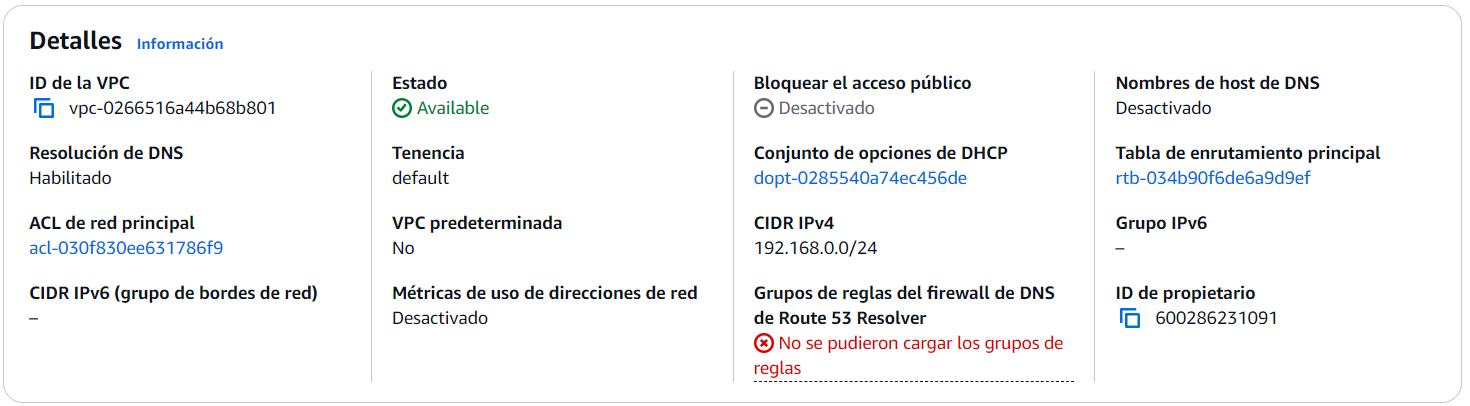 Detalles Información
ID de la VPC
vpc-0266516a44b68b801
Estado
Available
Bloquear el acceso público
Desactivado
Nombres de host de DNS
Desactivado
Resolución de DNS
Habilitado
Tenencia
default
Conjunto de opciones de DHCP
dopt-0285540a74ec456de
Tabla de enrutamiento principal
rtb-034b90f6de6a9d9ef
ACL de red principal
acl-030f830ee631786f9
VPC predeterminada
No
CIDR IPv4
192.168.0.0/24
Grupo IPv6
–
CIDR IPv6 (grupo de bordes de red)
–
Métricas de uso de direcciones de red
Desactivado
Grupos de reglas del firewall de DNS
de Route 53 Resolver
No se pudieron cargar los grupos de
reglas
ID de propietario
600286231091